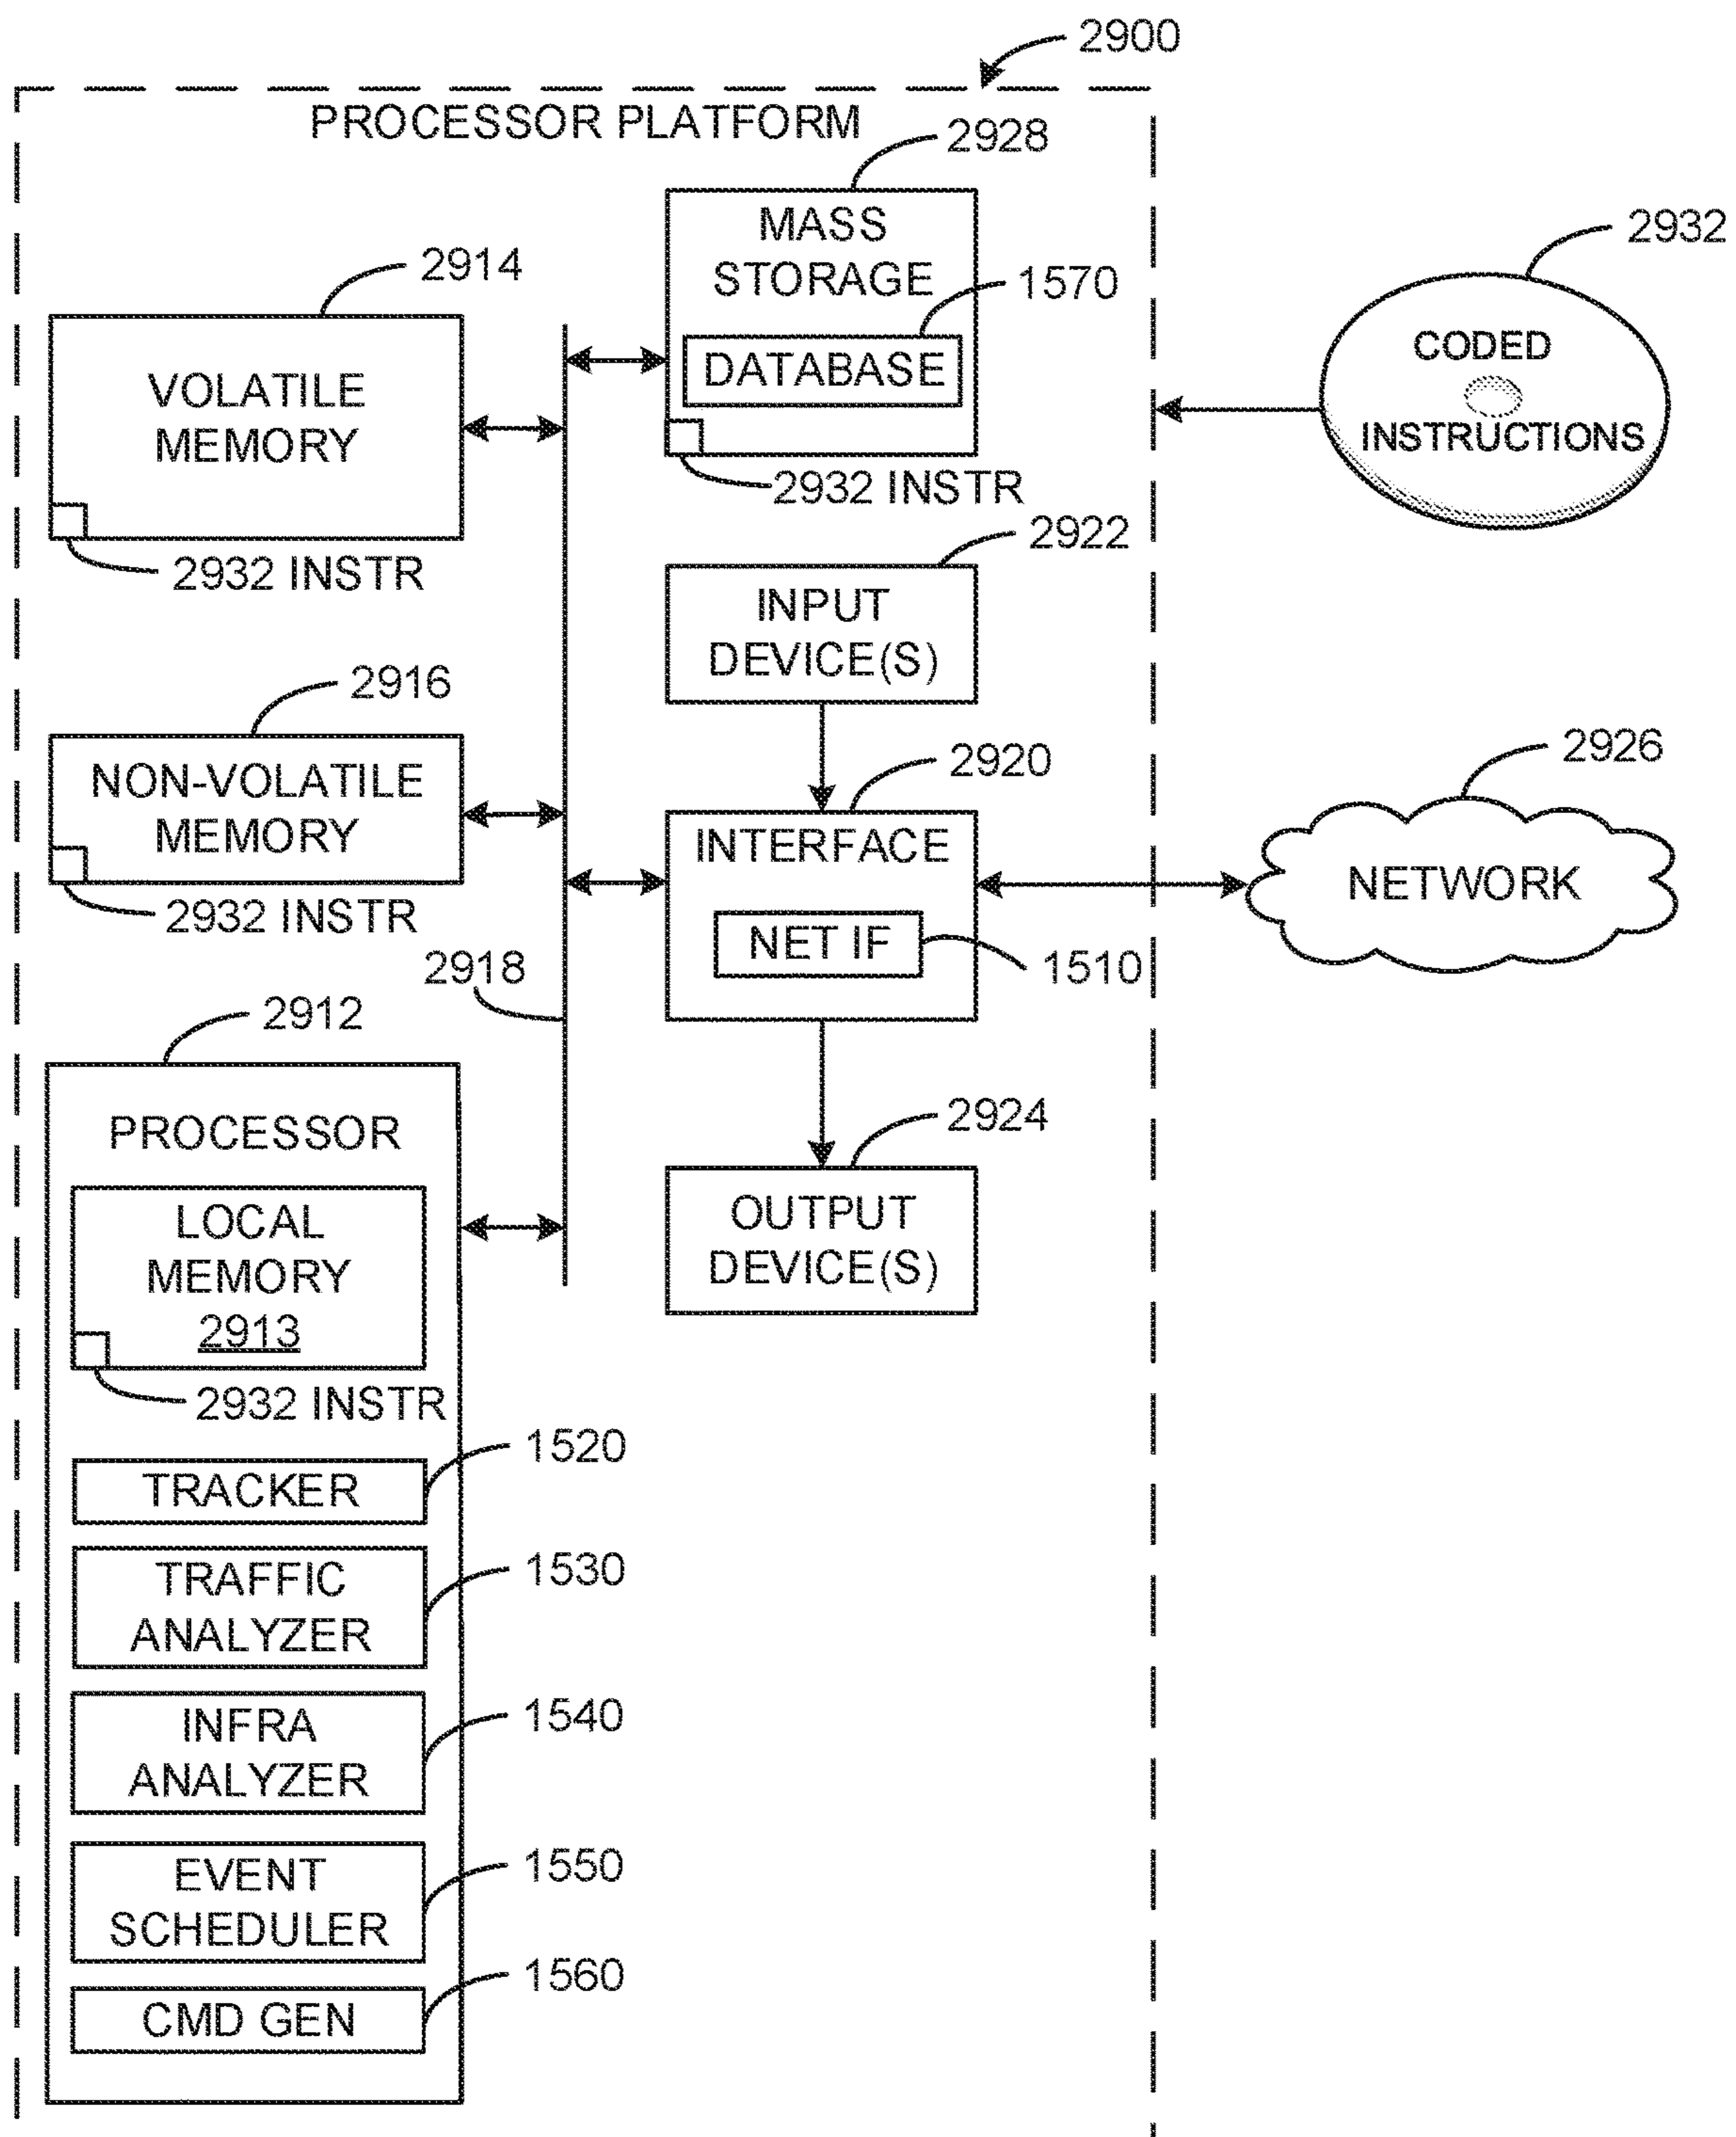 2900
PROCESSOR PLATFORM
2928
MASS
STORAGE
1570
DATABASE
2932 INSTR
2932
CODED
INSTRUCTIONS
2914
VOLATILE
MEMORY
2932 INSTR
2922
INPUT
DEVICE(S)
2916
NON-VOLATILE
MEMORY
2932 INSTR
2920
INTERFACE
NET IF
1510
2926
NETWORK
2918
2912
PROCESSOR
LOCAL
MEMORY
2913
2932 INSTR
2924
OUTPUT
DEVICE(S)
1520
TRACKER
1530
TRAFFIC
ANALYZER
1540
INFRA
ANALYZER
1550
EVENT
SCHEDULER
1560
CMD GEN